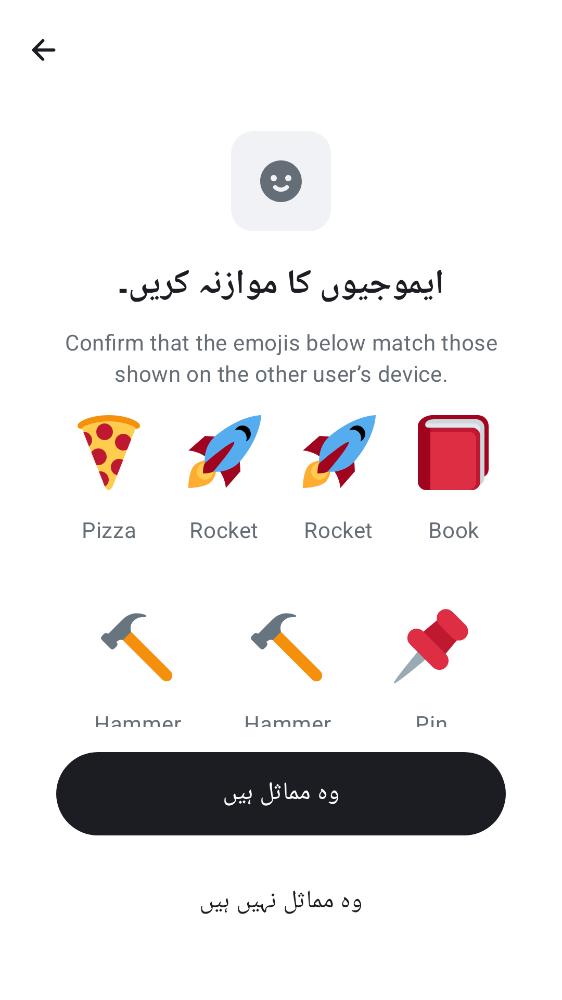 ایموجیوں کا موازنہ کریں۔
Confirm that the emojis below match those
shown on the other user’s device.
Pizza Rocket Rocket Book
Hammer Hammer Pin
وہ مماثل ہیں
وہ مماثل نہیں ہیں